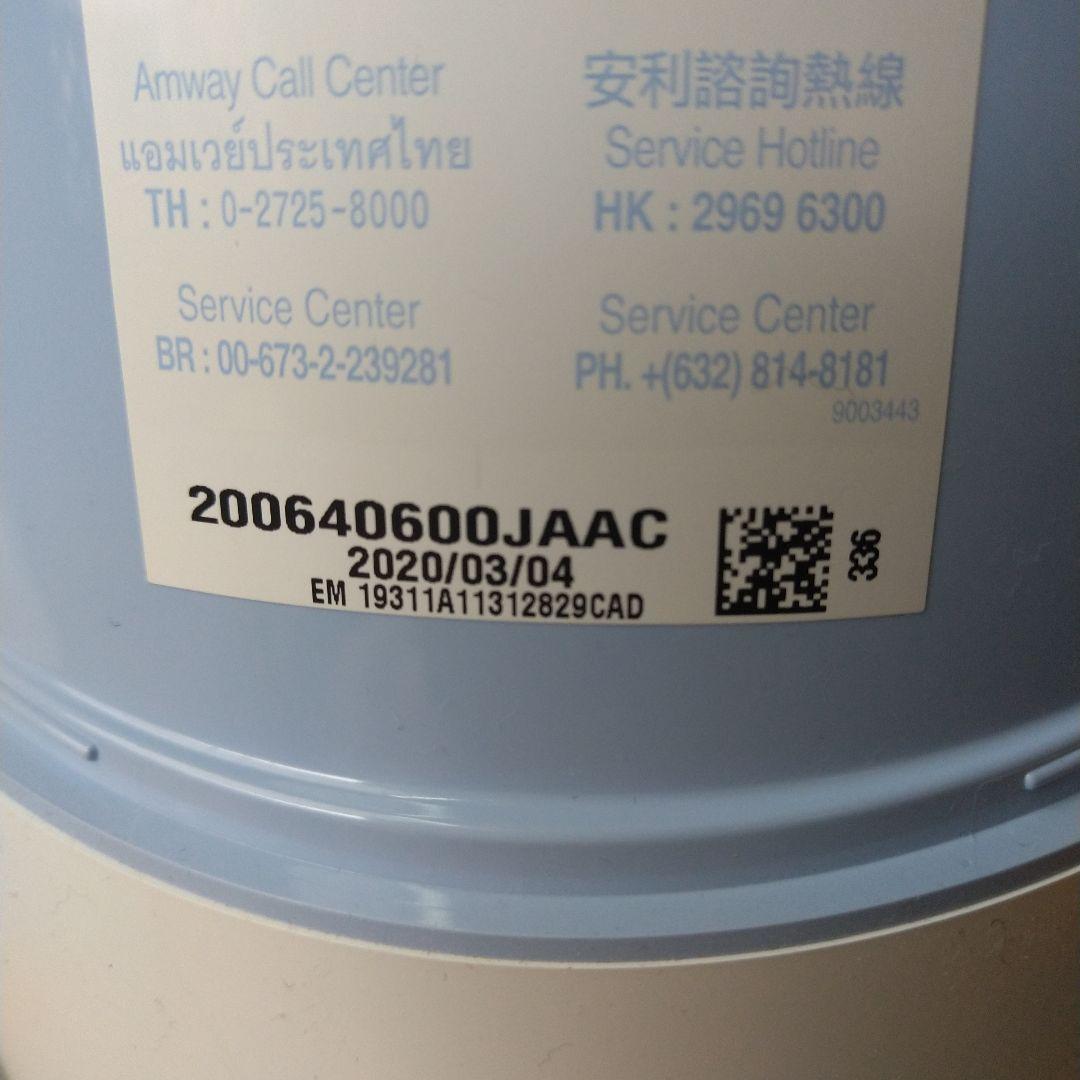 Amway Call Center
แอมเวย์ประเทศไทย
TH : 0-2725-8000
安利諮詢熱線
Service Hotline
HK : 2969 6300
Service Center
BR : 00-673-2-239281
Service Center
PH. +(632) 814-8181
9003443
200640600JAAC
2020/03/04
EM 19311A11312829CAD
336